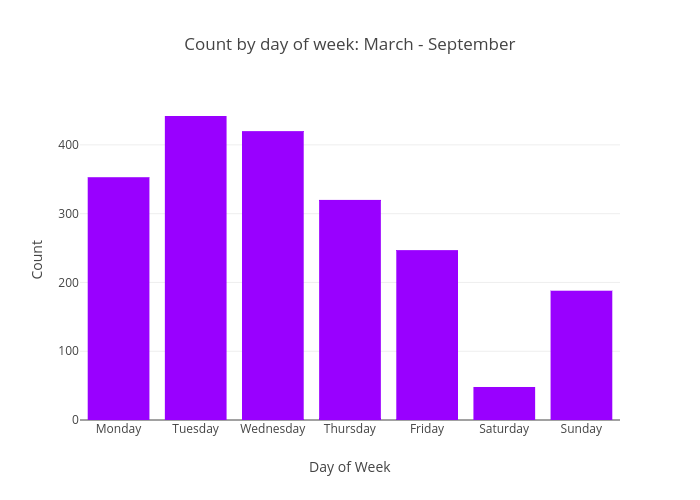 Count by day of week: March - September
400
300
200
100
0
Count
Monday Tuesday Wednesday Thursday Friday Saturday Sunday
Day of Week